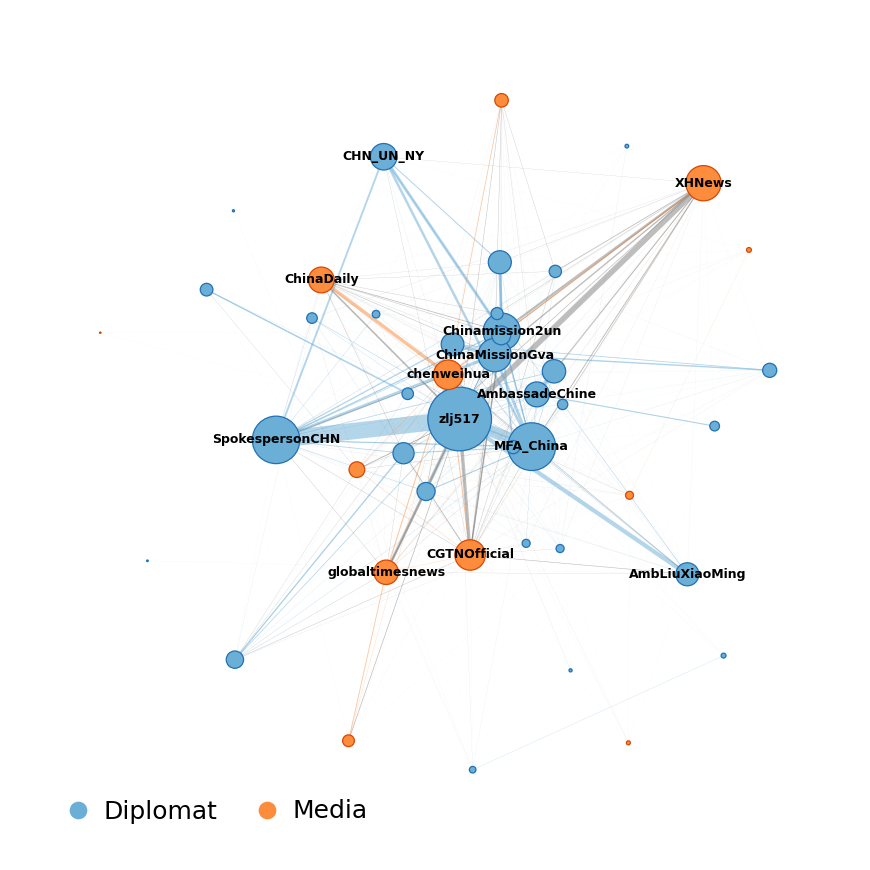 CHN_UN_NY
XHNews
ChinaDaily
Chinamission2un
ChinaMissionGva
chenweihua
AmbassadeChine
zlj517
SpokespersonCHN
MFA_China
CGTNOfficial
globaltimesnews
AmbLiuXiaoMing
Diplomat
Media